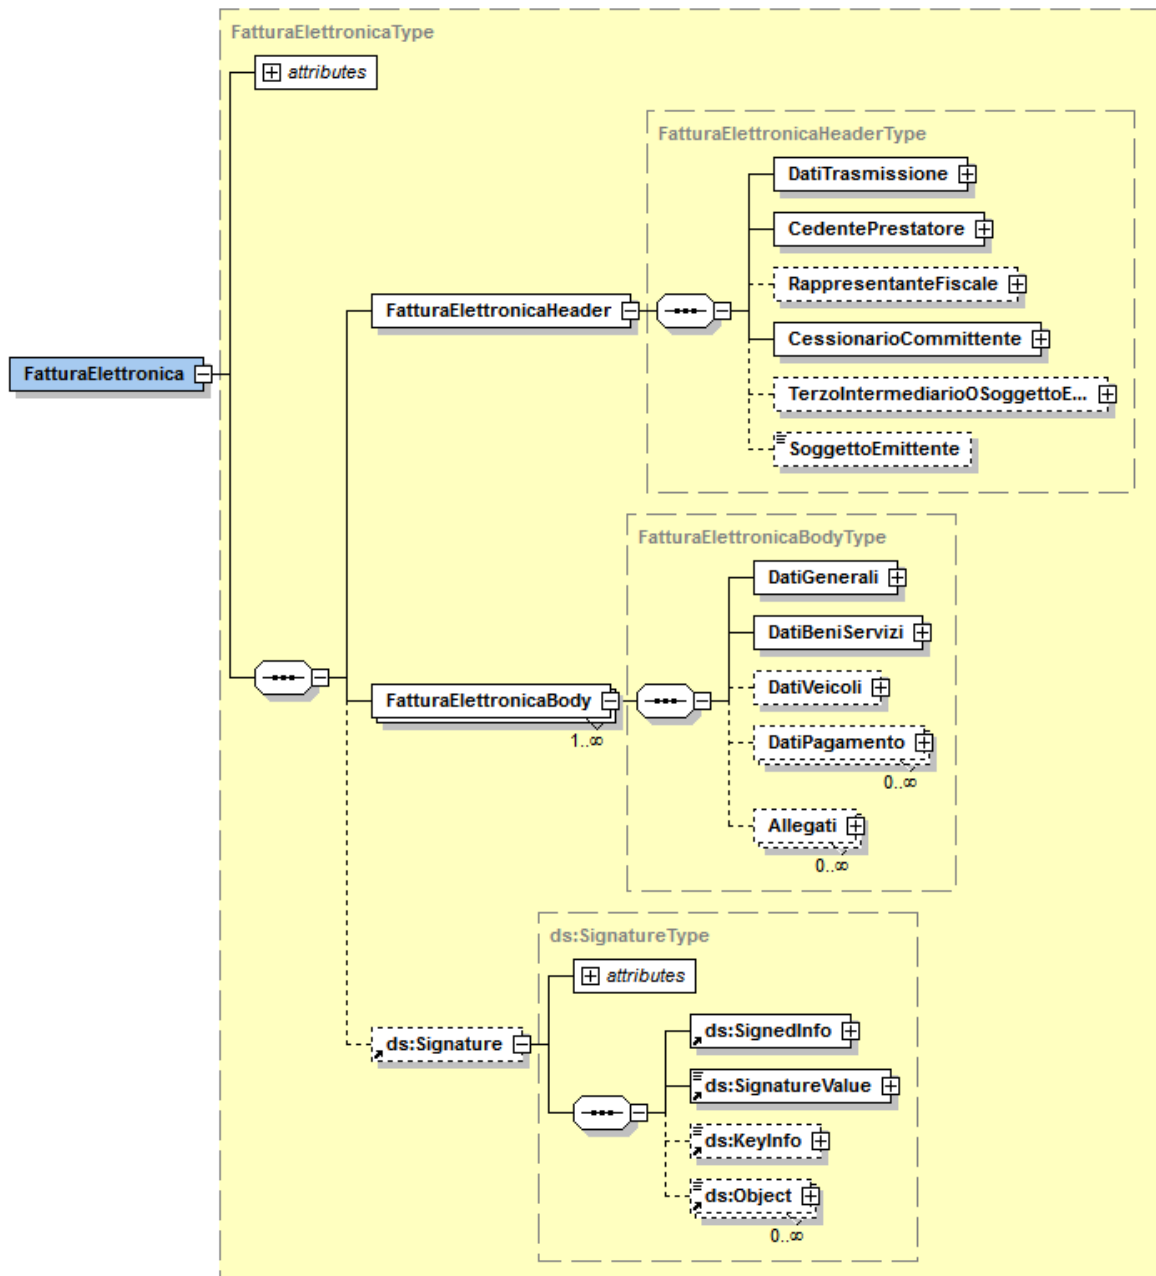 FatturaElettronicaType
attributes
FatturaElettronicaHeaderType
DatiTrasmissione
CedentePrestatore
RappresentanteFiscale
FatturaElettronicaHeader
CessionarioCommittente
FatturaElettronica
TerzoIntermediarioOSoggettoE...
SoggettoEmittente
FatturaElettronicaBodyType
DatiGenerali
DatiBeniServizi
DatiVeicoli
FatturaElettronicaBody
1..∞
DatiPagamento
0..∞
Allegati
0..∞
ds:SignatureType
attributes
ds:SignedInfo
ds:Signature
ds:SignatureValue
ds:KeyInfo
ds:Object
0..∞